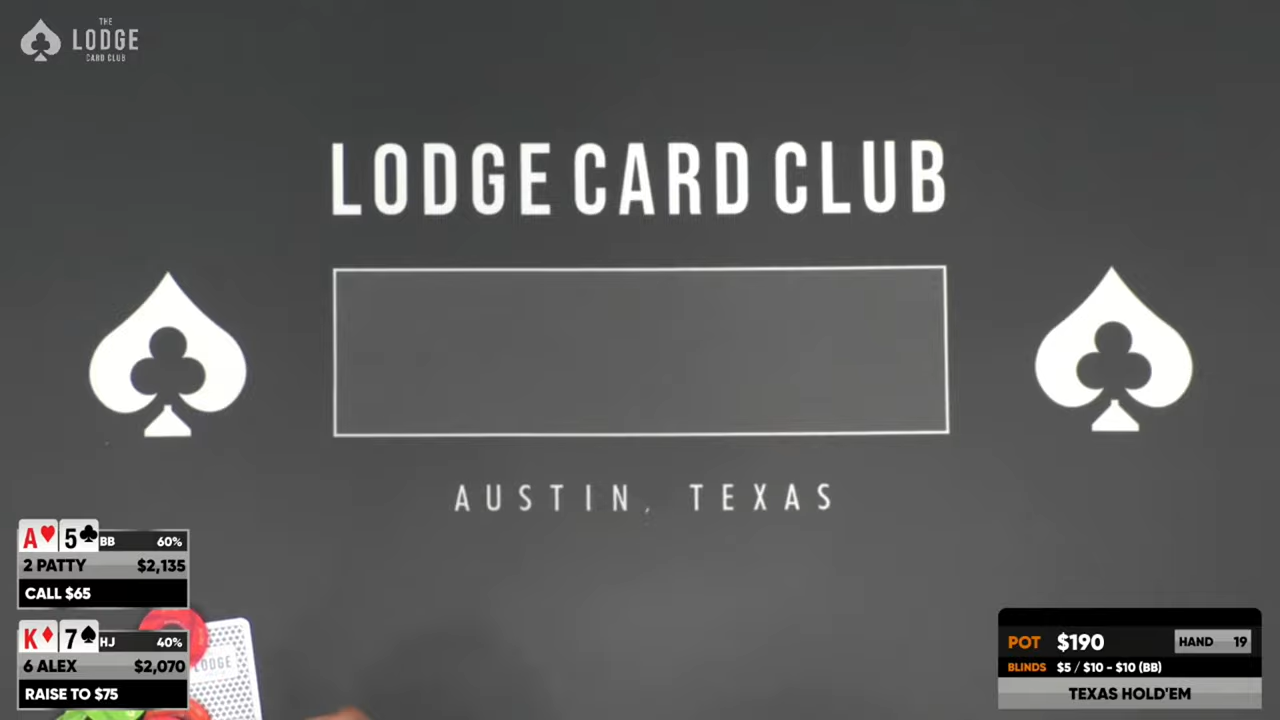 THE
LODGE
CARD CLUB
LODGE CARD CLUB
AUSTIN, TEXAS
A 5 BB 60%
2 PATTY $2,135
CALL $65
K 7 HJ 40%
6 ALEX $2,070
RAISE TO $75
LODGE
POT $190 HAND 19
BLINDS $5 / $10 - $10 (BB)
TEXAS HOLD'EM